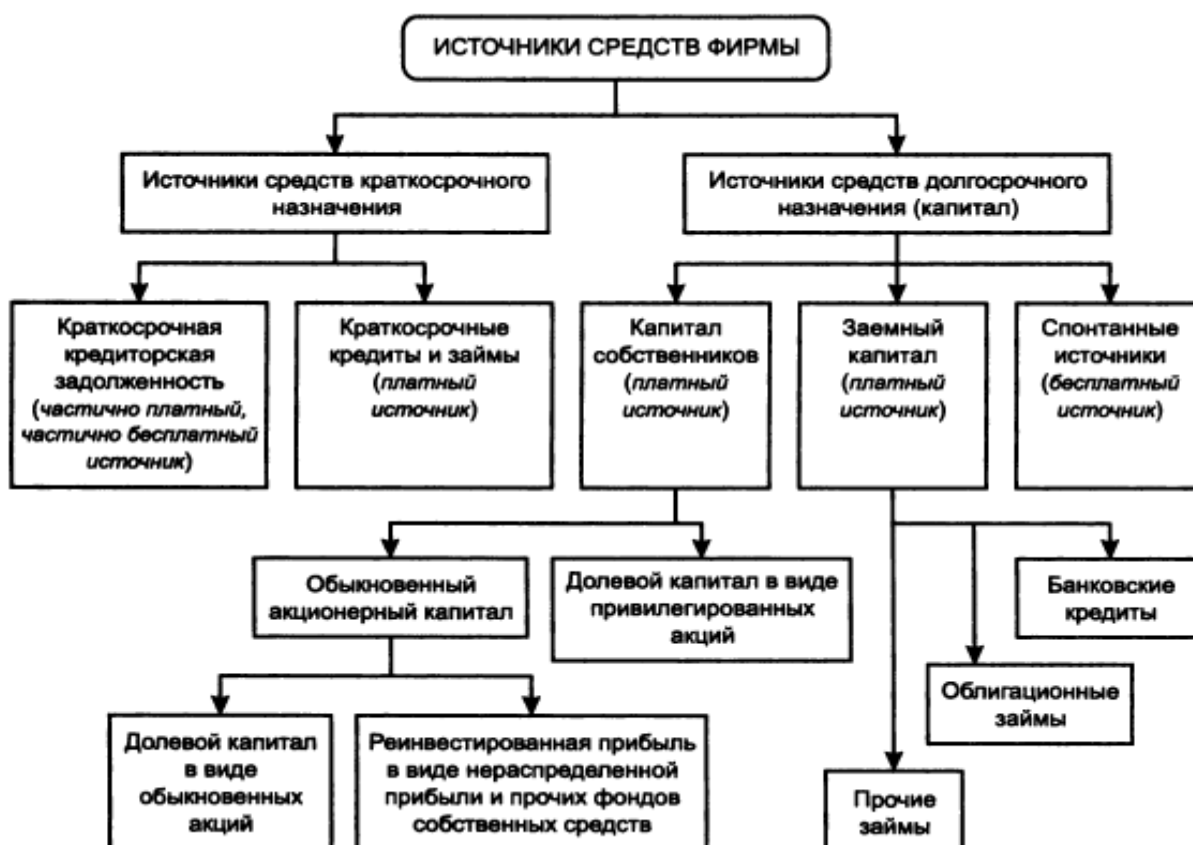 ИСТОЧНИКИ СРЕДСТВ ФИРМЫ
Источники средств краткосрочного
назначения
Источники средств долгосрочного
назначения (капитал)
Краткосрочная
кредиторская
задолженность
(частично платный,
частично бесплатный
источник)
Краткосрочные
кредиты и займы
(платный
источник)
Капитал
собственников
(платный
источник)
Заемный
капитал
(платный
источник)
Спонтанные
источники
(бесплатный
источник)
Обыкновенный
акционерный капитал
Долевой капитал в виде
привилегированных
акций
Банковские
кредиты
Облигационные
займы
Долевой капитал
в виде
обыкновенных
акций
Реинвестированная прибыль
в виде нераспределенной
прибыли и прочих фондов
собственных средств
Прочие
займы